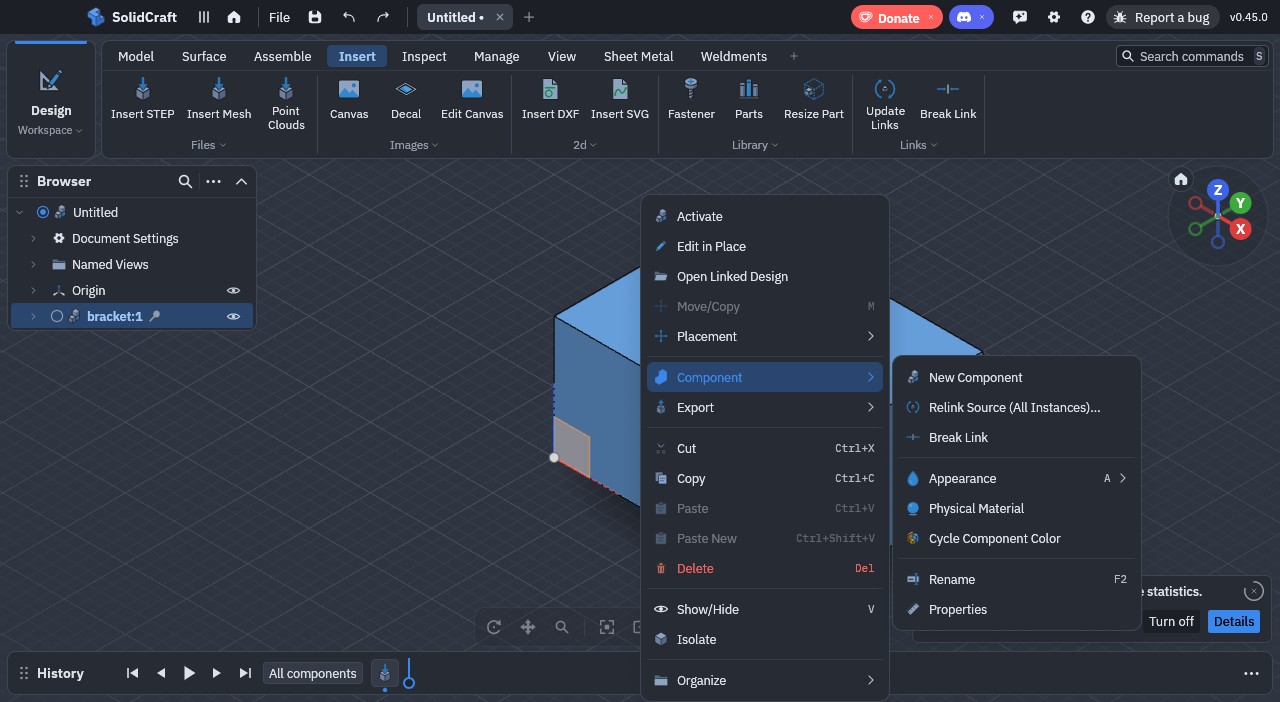 SolidCraft
File
Untitled •
Donate
Report a bug
v0.45.0
Design
Workspace
Model
Surface
Assemble
Insert
Inspect
Manage
View
Sheet Metal
Weldments
Search commands
S
Insert STEP
Insert Mesh
Point
Clouds
Files
Canvas
Decal
Edit Canvas
Images
Insert DXF
Insert SVG
2d
Fastener
Parts
Resize Part
Library
Update
Links
Break Link
Links
Browser
Untitled
Document Settings
Named Views
Origin
bracket:1
Z
Y
X
Activate
Edit in Place
Open Linked Design
Move/Copy M
Placement
Component
Export
Cut Ctrl+X
Copy Ctrl+C
Paste Ctrl+V
Paste New Ctrl+Shift+V
Delete Del
Show/Hide V
Isolate
Organize
New Component
Relink Source (All Instances)...
Break Link
Appearance A
Physical Material
Cycle Component Color
Rename F2
Properties
statistics.
Turn off
Details
History
All components